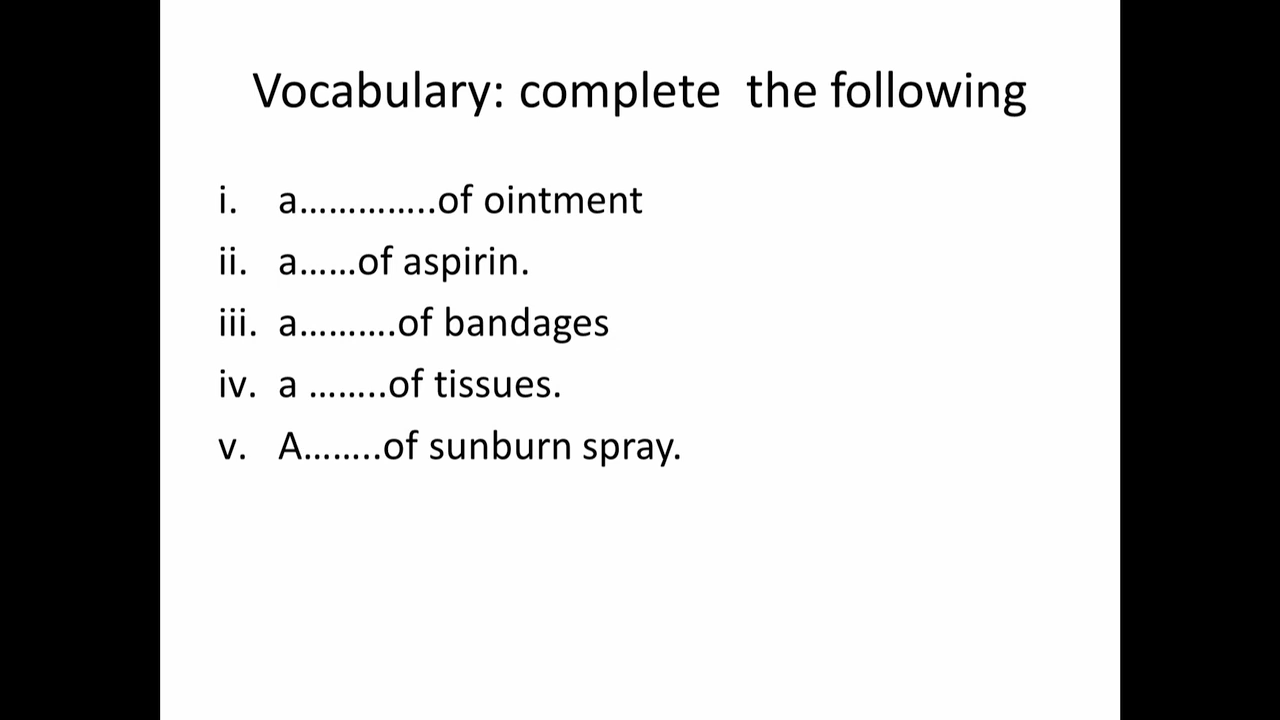 Vocabulary: complete  the following
i. a…………..of ointment
ii. a……of aspirin.
iii. a……….of bandages
iv. a ……..of tissues.
v. A……..of sunburn spray.